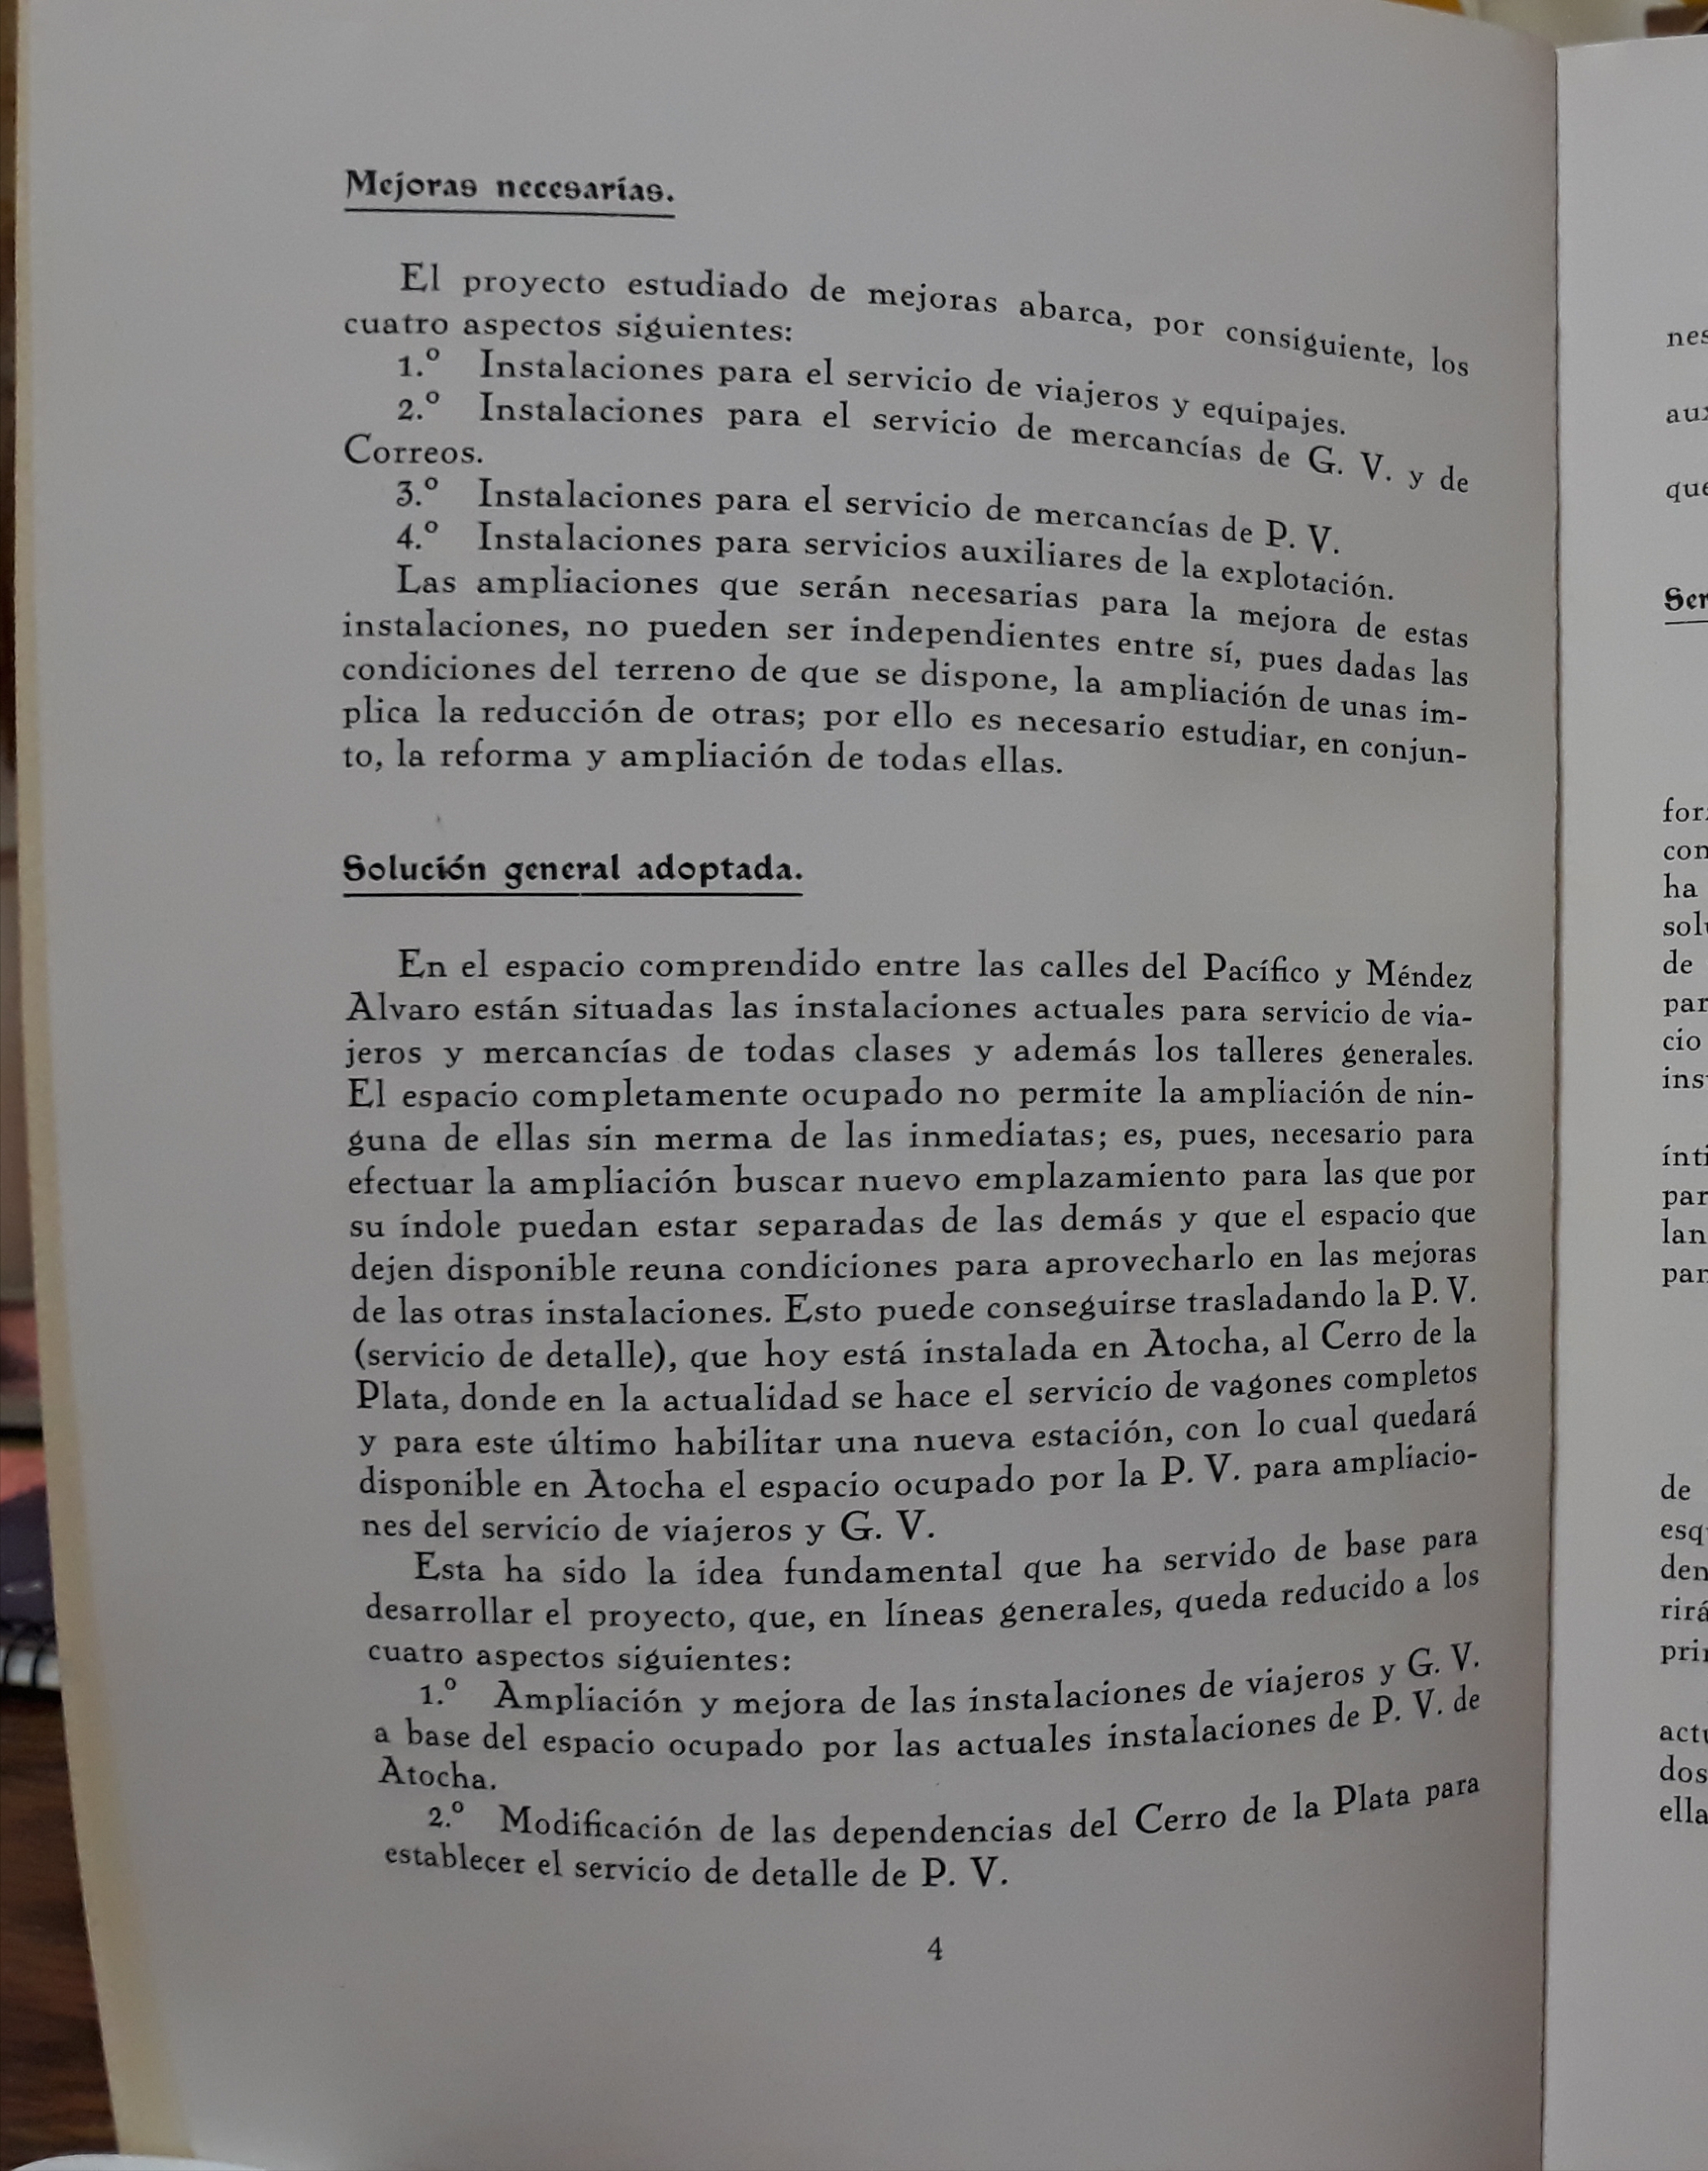 Mejoras necesarias.
El proyecto estudiado de mejoras abarca, por consiguiente, los
cuatro aspectos siguientes:
1.º Instalaciones para el servicio de viajeros y equipajes.
2.º Instalaciones para el servicio de mercancías de G. V. y de
Correos.
3.º Instalaciones para el servicio de mercancías de P. V.
4.º Instalaciones para servicios auxiliares de la explotación.
Las ampliaciones que serán necesarias para la mejora de estas
instalaciones, no pueden ser independientes entre sí, pues dadas las
condiciones del terreno de que se dispone, la ampliación de unas im-
plica la reducción de otras; por ello es necesario estudiar, en conjun-
to, la reforma y ampliación de todas ellas.
Solución general adoptada.
En el espacio comprendido entre las calles del Pacífico y Méndez
Alvaro están situadas las instalaciones actuales para servicio de via-
jeros y mercancías de todas clases y además los talleres generales.
El espacio completamente ocupado no permite la ampliación de nin-
guna de ellas sin merma de las inmediatas; es, pues, necesario para
efectuar la ampliación buscar nuevo emplazamiento para las que por
su índole puedan estar separadas de las demás y que el espacio que
dejen disponible reuna condiciones para aprovecharlo en las mejoras
de las otras instalaciones. Esto puede conseguirse trasladando la P. V.
(servicio de detalle), que hoy está instalada en Atocha, al Cerro de la
Plata, donde en la actualidad se hace el servicio de vagones completos
y para este último habilitar una nueva estación, con lo cual quedará
disponible en Atocha el espacio ocupado por la P. V. para ampliacio-
nes del servicio de viajeros y G. V.
Esta ha sido la idea fundamental que ha servido de base para
desarrollar el proyecto, que, en líneas generales, queda reducido a los
cuatro aspectos siguientes:
1.º Ampliación y mejora de las instalaciones de viajeros y G. V.
a base del espacio ocupado por las actuales instalaciones de P. V. de
Atocha.
2.º Modificación de las dependencias del Cerro de la Plata para
establecer el servicio de detalle de P. V.
4
nes
que
ha
de
cio
de
dos